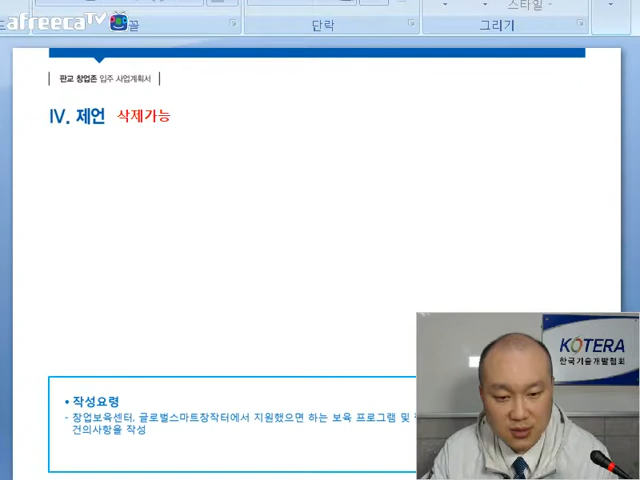 afreecaTV
꼴
단락
스타일
그리기
판교 창업존 입주 사업계획서
IV. 제언 삭제가능
• 작성요령
- 창업보육센터, 글로벌스마트창작터에서 지원했으면 하는 보육 프로그램 및
건의사항을 작성
KOTERA
한국기술개발협회